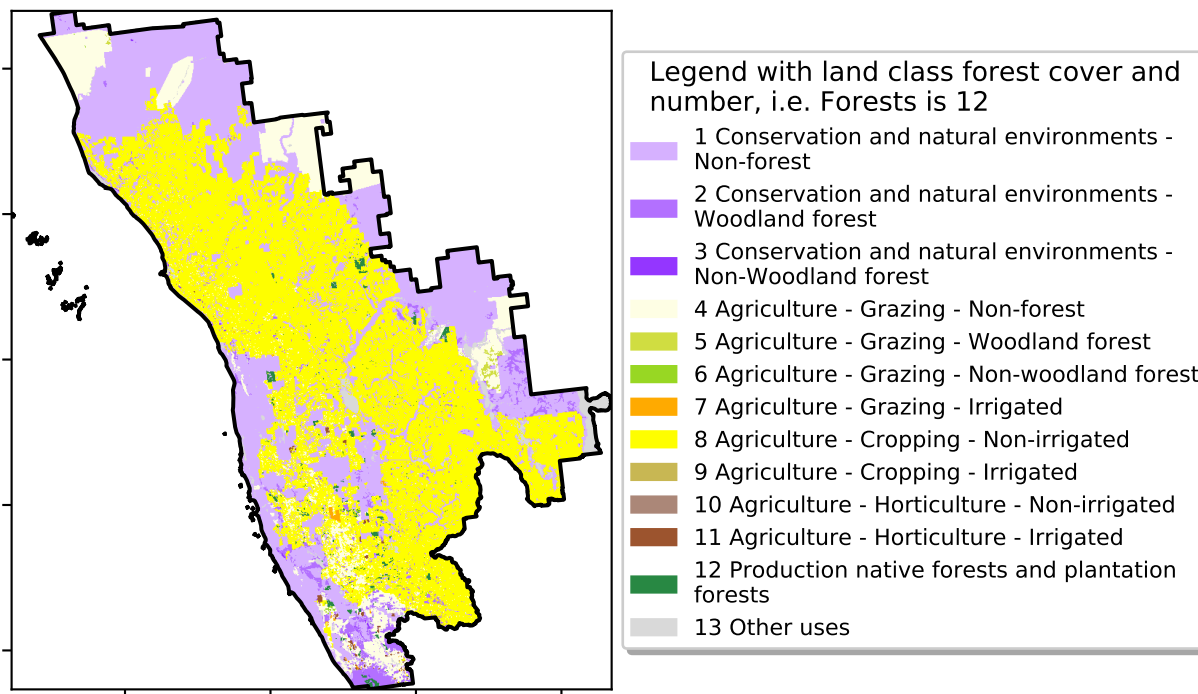 Legend with land class forest cover and
number, i.e. Forests is 12
1 Conservation and natural environments -
Non-forest
2 Conservation and natural environments -
Woodland forest
3 Conservation and natural environments -
Non-Woodland forest
4 Agriculture - Grazing - Non-forest
5 Agriculture - Grazing - Woodland forest
6 Agriculture - Grazing - Non-woodland forest
7 Agriculture - Grazing - Irrigated
8 Agriculture - Cropping - Non-irrigated
9 Agriculture - Cropping - Irrigated
10 Agriculture - Horticulture - Non-irrigated
11 Agriculture - Horticulture - Irrigated
12 Production native forests and plantation
forests
13 Other uses